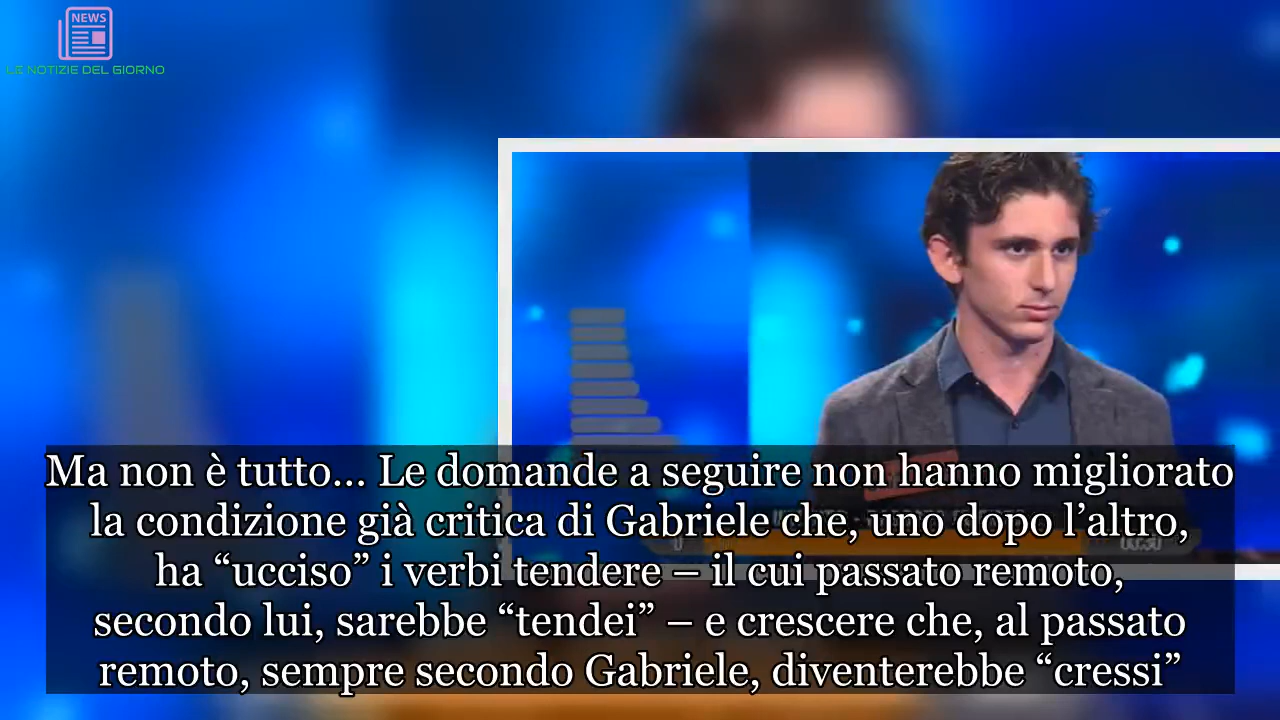 NEWS
LE NOTIZIE DEL GIORNO
Ma non è tutto... Le domande a seguire non hanno migliorato
la condizione già critica di Gabriele che, uno dopo l’altro,
ha “ucciso” i verbi tendere – il cui passato remoto,
secondo lui, sarebbe “tendei” – e crescere che, al passato
remoto, sempre secondo Gabriele, diventerebbe “cressi”